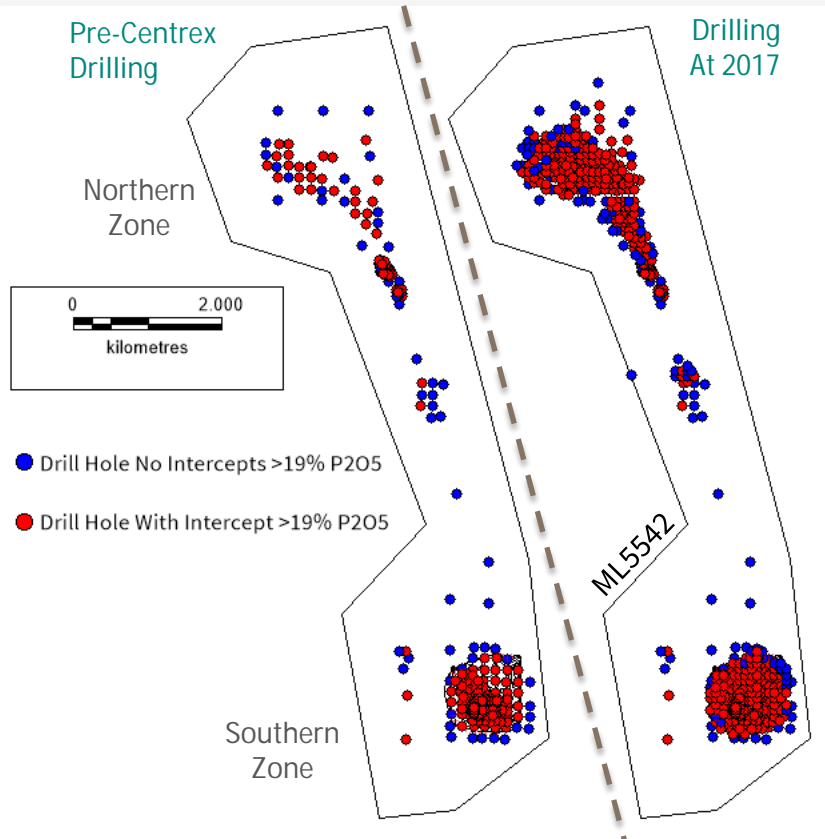 Pre-Centrex
Drilling
Drilling
At 2017
Northern
Zone
0 2.000
kilometres
Drill Hole No Intercepts >19% P2O5
Drill Hole With Intercept >19% P2O5
ML5542
Southern
Zone